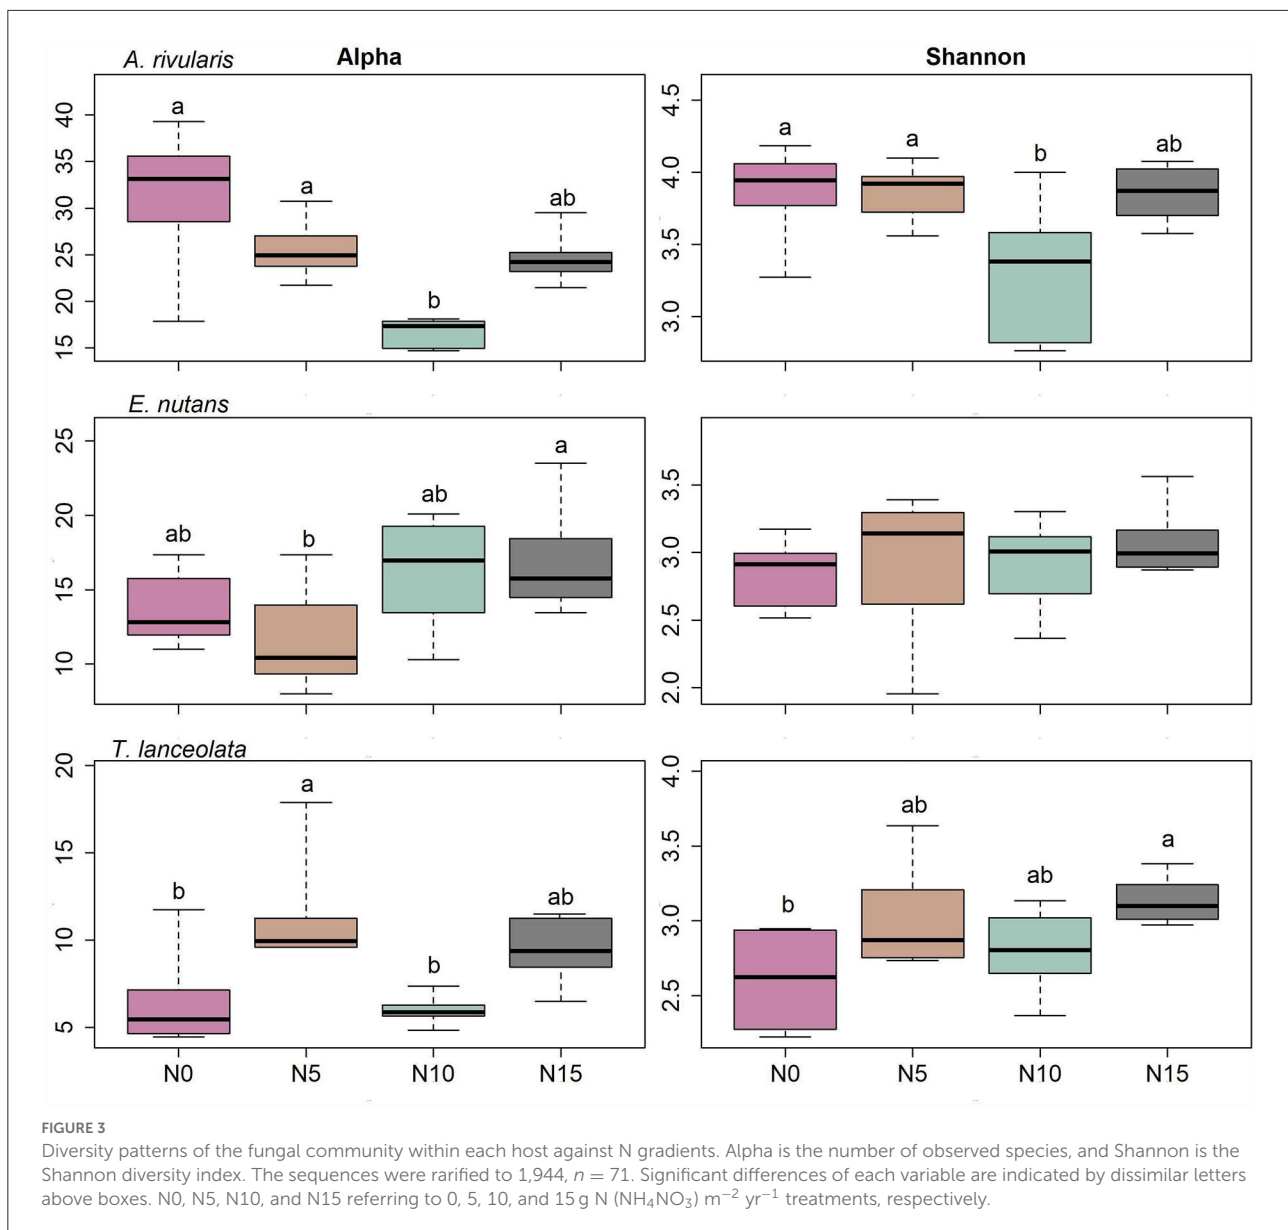 A. rivularis
Alpha
Shannon
40
35
30
25
20
15
a
a
b
ab
4.5
4.0
3.5
3.0
a
a
b
ab
E. nutans
25
20
15
10
ab
b
ab
a
3.5
3.0
2.5
2.0
T. lanceolata
20
15
10
5
b
a
b
ab
N0 N5 N10 N15
4.0
3.5
3.0
2.5
b
ab
ab
a
N0 N5 N10 N15
FIGURE 3
Diversity patterns of the fungal community within each host against N gradients. Alpha is the number of observed species, and Shannon is the
Shannon diversity index. The sequences were rarified to 1,944, n = 71. Significant differences of each variable are indicated by dissimilar letters
above boxes. N0, N5, N10, and N15 referring to 0, 5, 10, and 15 g N (NH₄NO₃) m⁻² yr⁻¹ treatments, respectively.